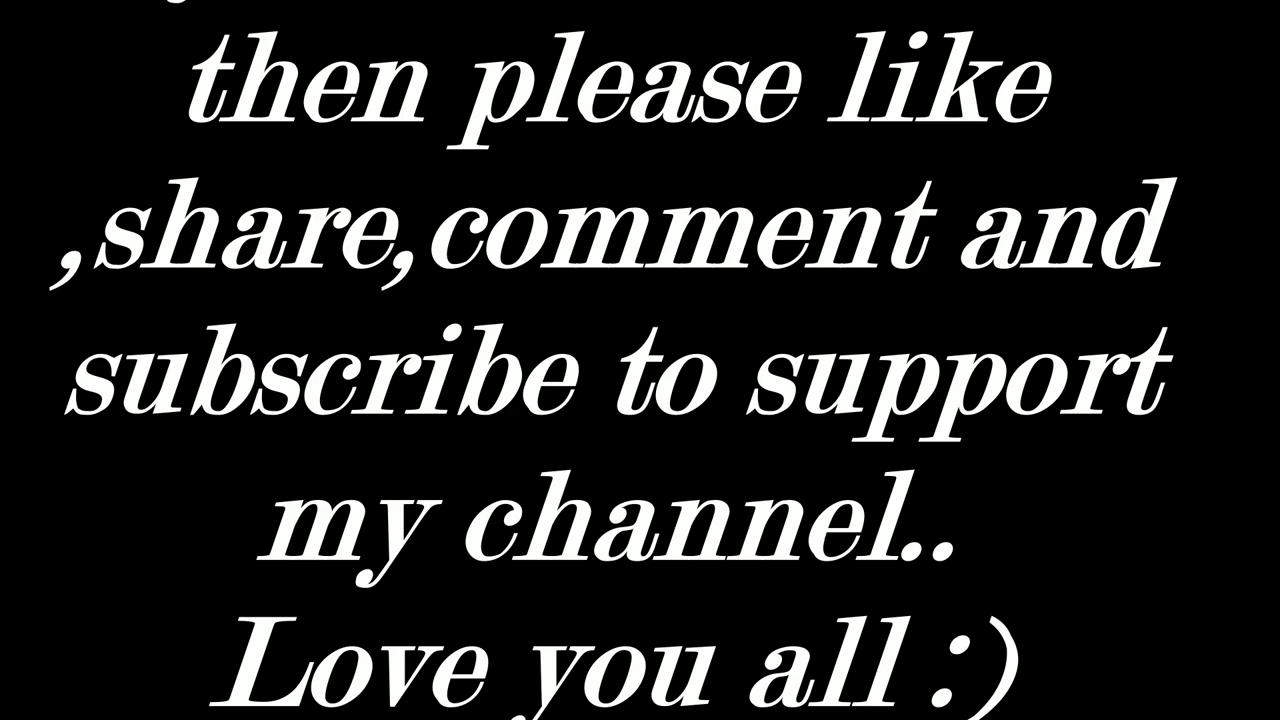 then please like
,share,comment and
subscribe to support
my channel..
Love you all :)